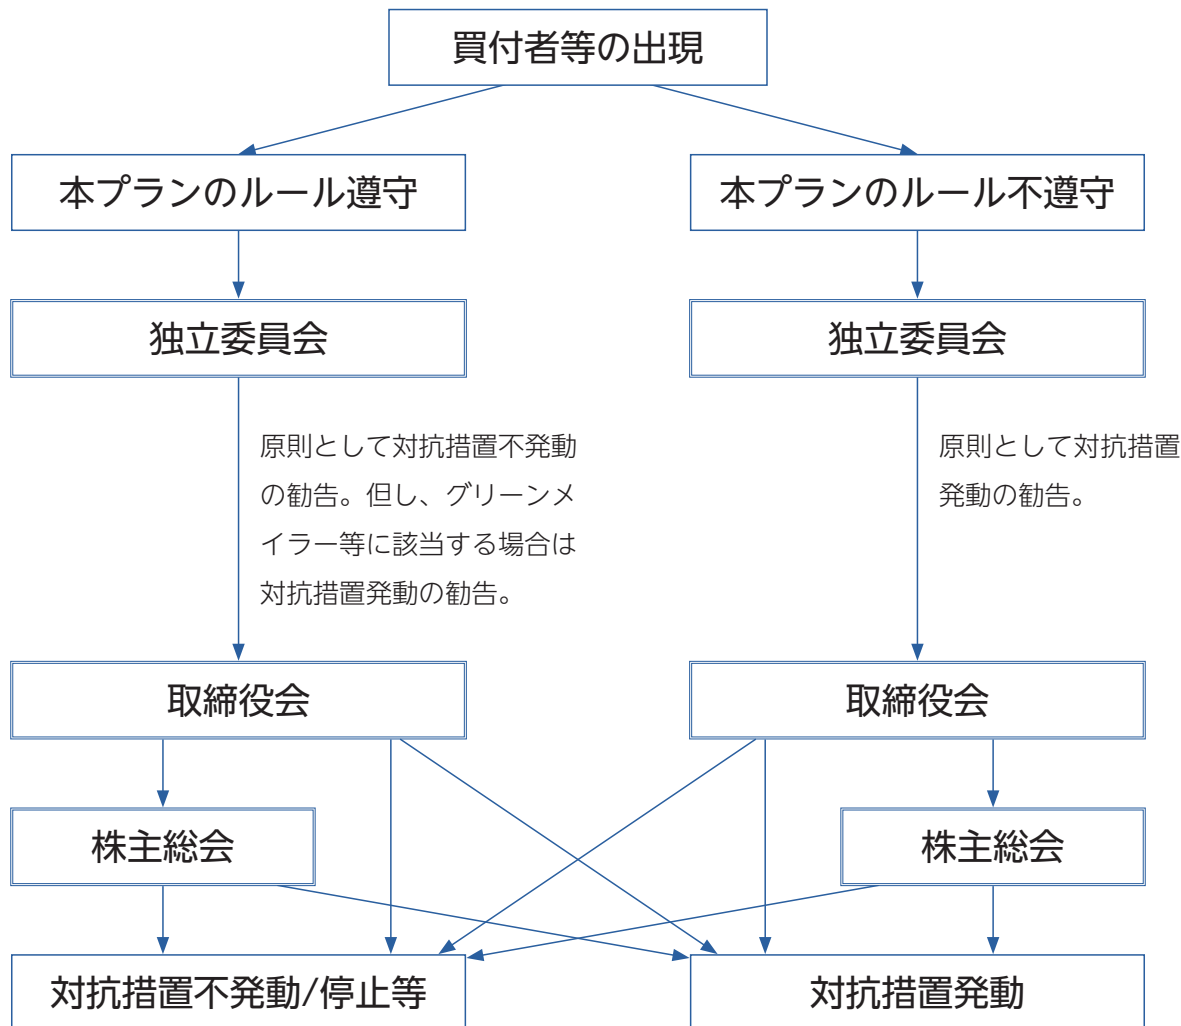 買付者等の出現
本プランのルール遵守
本プランのルール不遵守
独立委員会
独立委員会
原則として対抗措置不発動
の勧告。但し、グリーンメ
イラー等に該当する場合は
対抗措置発動の勧告。
原則として対抗措置
発動の勧告。
取締役会
取締役会
株主総会
株主総会
対抗措置不発動/停止等
対抗措置発動